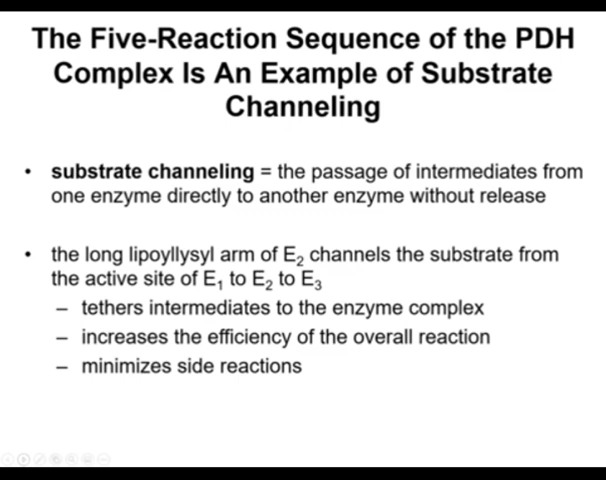 The Five-Reaction Sequence of the PDH
Complex Is An Example of Substrate
Channeling
• substrate channeling = the passage of intermediates from
one enzyme directly to another enzyme without release
• the long lipoyllysyl arm of E₂ channels the substrate from
the active site of E₁ to E₂ to E₃
– tethers intermediates to the enzyme complex
– increases the efficiency of the overall reaction
– minimizes side reactions